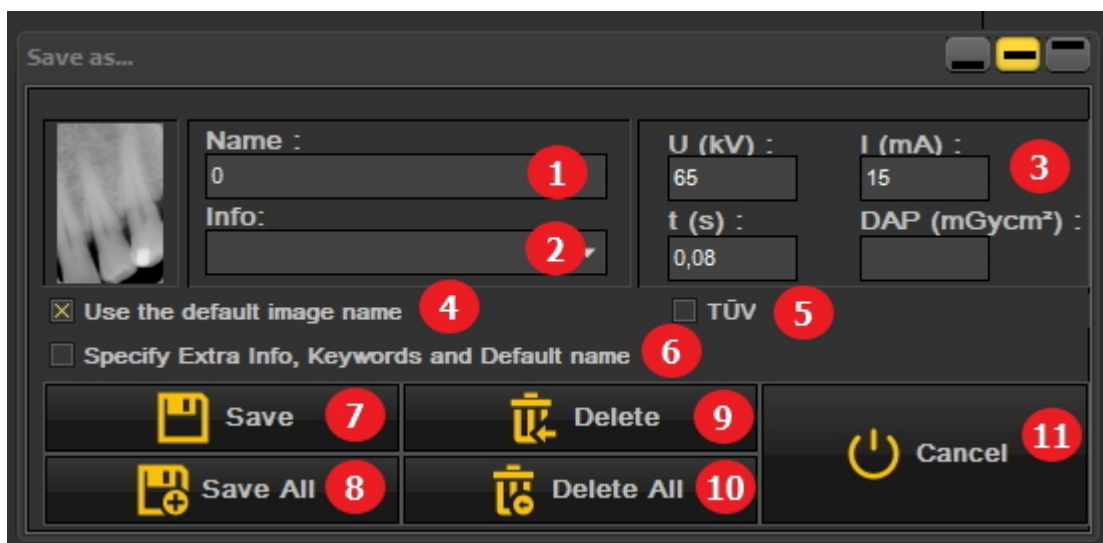 Save as...
Name :
0
1
Info:
2
U (kV) :
65
I (mA) :
15
3
t (s) :
0,08
DAP (mGycm²) :
Use the default image name
4
TÜV
5
Specify Extra Info, Keywords and Default name
6
Save
7
Delete
9
Cancel
11
Save All
8
Delete All
10